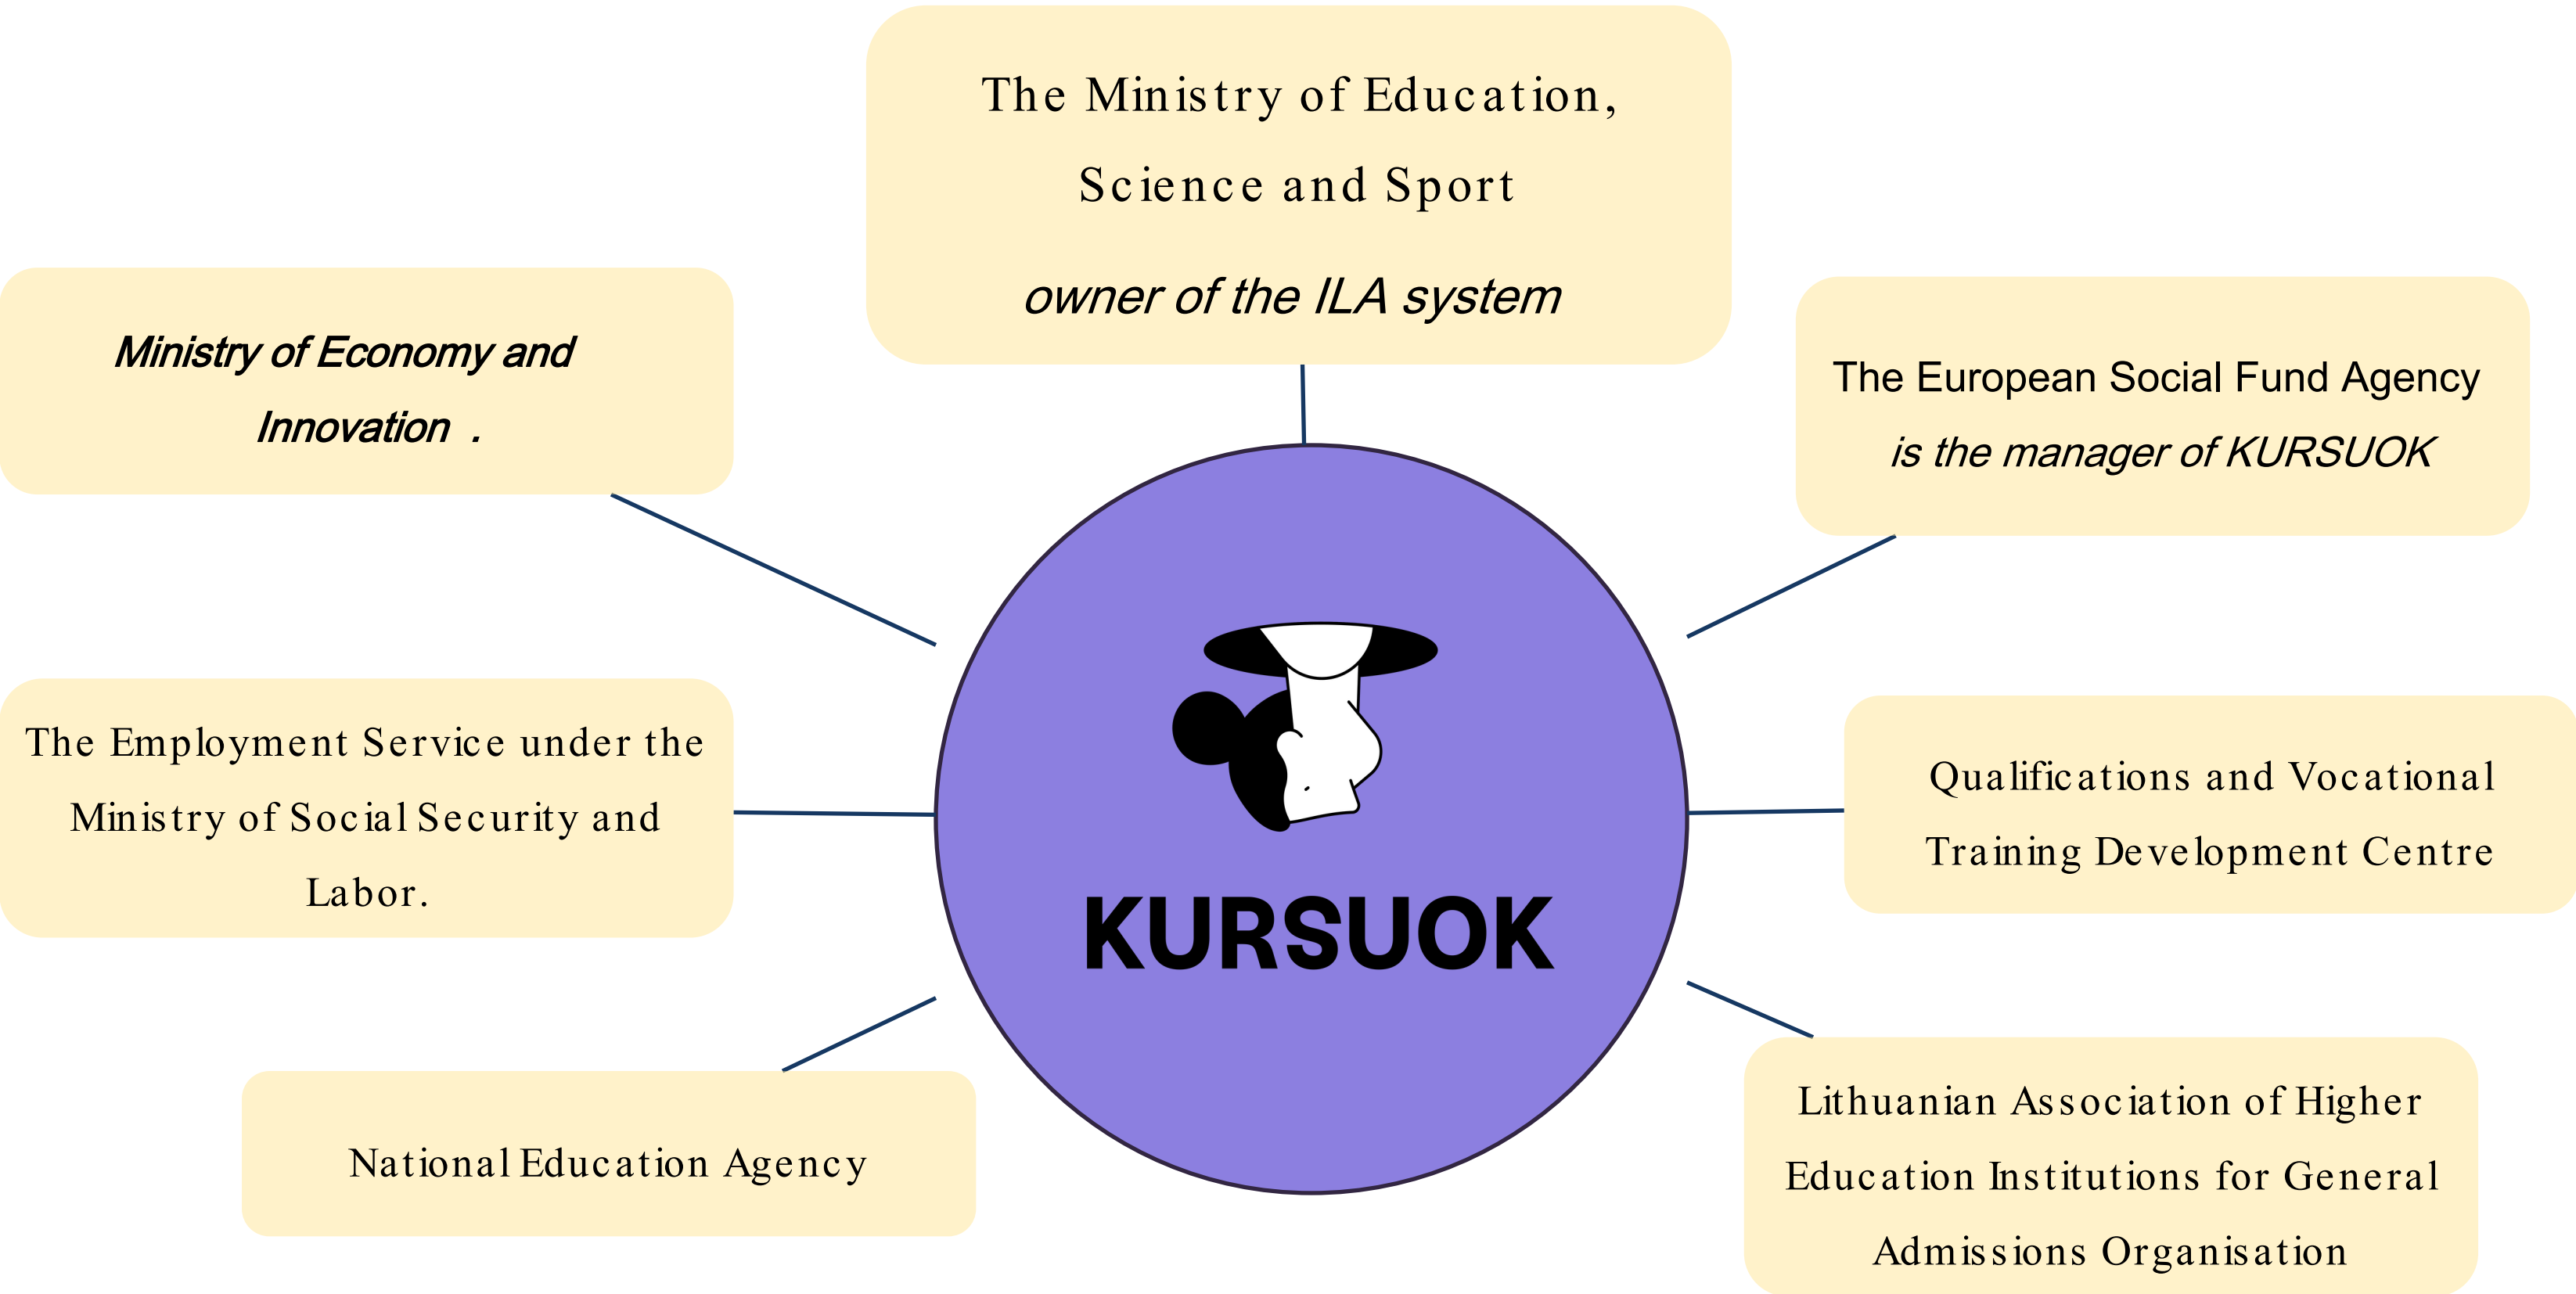 The Ministry of Education,
Science and Sport
owner of the ILA system
Ministry of Economy and
Innovation .
The European Social Fund Agency
is the manager of KURSUOK
The Employment Service under the
Ministry of Social Security and
Labor.
Qualifications and Vocational
Training Development Centre
KURSUOK
National Education Agency
Lithuanian Association of Higher
Education Institutions for General
Admissions Organisation